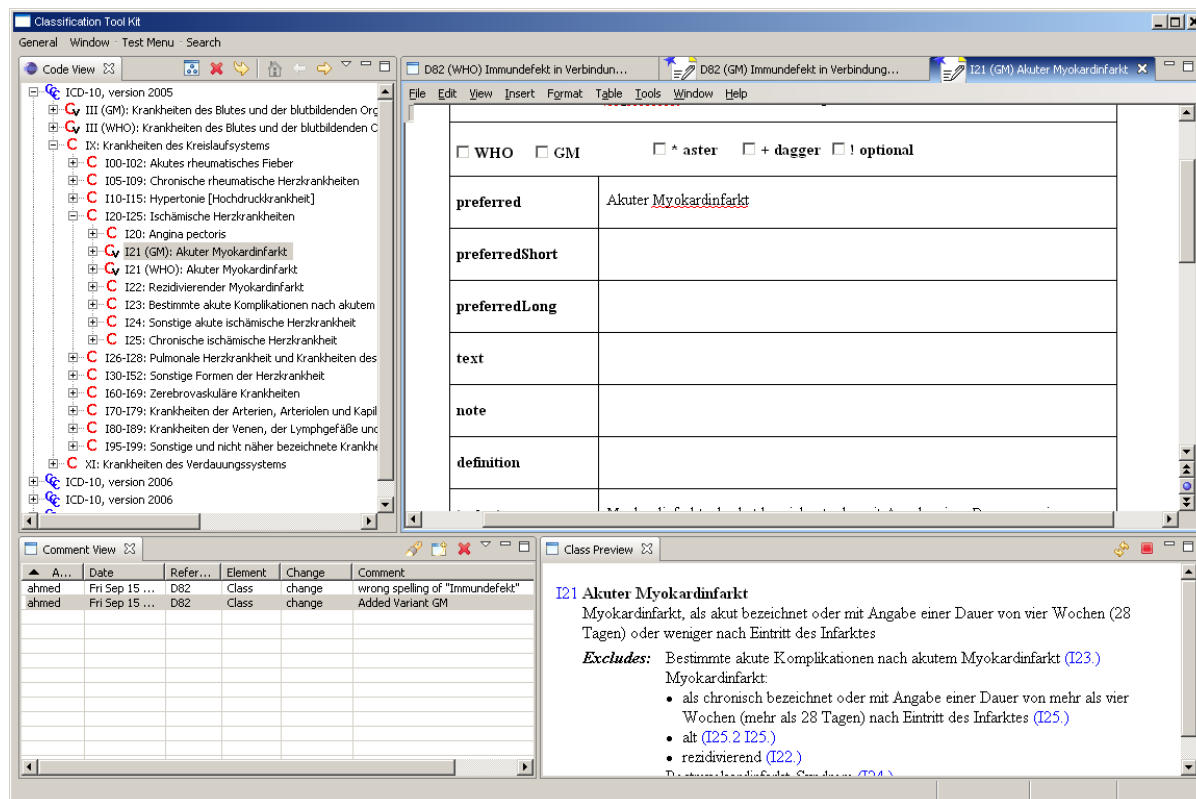 Classification Tool Kit
General Window Test Menu Search
Code View
ICD-10, version 2005
III (GM): Krankheiten des Blutes und der blutbildenden Org
III (WHO): Krankheiten des Blutes und der blutbildenden O
IX: Krankheiten des Kreislaufsystems
I00-I02: Akutes rheumatisches Fieber
I05-I09: Chronische rheumatische Herzkrankheiten
I10-I15: Hypertonie [Hochdruckkrankheit]
I20-I25: Ischämische Herzkrankheiten
I20: Angina pectoris
I21 (GM): Akuter Myokardinfarkt
I21 (WHO): Akuter Myokardinfarkt
I22: Rezidivierender Myokardinfarkt
I23: Bestimmte akute Komplikationen nach akutem
I24: Sonstige akute ischämische Herzkrankheit
I25: Chronische ischämische Herzkrankheit
I26-I28: Pulmonale Herzkrankheit und Krankheiten des
I30-I52: Sonstige Formen der Herzkrankheit
I60-I69: Zerebrovaskuläre Krankheiten
I70-I79: Krankheiten der Arterien, Arteriolen und Kapil
I80-I89: Krankheiten der Venen, der Lymphgefäße und
I95-I99: Sonstige und nicht näher bezeichnete Krankhe
XI: Krankheiten des Verdauungssystems
ICD-10, version 2006
ICD-10, version 2006
D82 (WHO) Immundefekt in Verbindun... D82 (GM) Immundefekt in Verbindung... I21 (GM) Akuter Myokardinfarkt
File Edit View Insert Format Table Tools Window Help
WHO GM * aster + dagger ! optional
preferred Akuter Myokardinfarkt
preferredShort
preferredLong
text
note
definition
Comment View
A... Date Refer... Element Change Comment
ahmed Fri Sep 15 ... D82 Class change wrong spelling of "Immundefekt"
ahmed Fri Sep 15 ... D82 Class change Added Variant GM
Class Preview
I21 Akuter Myokardinfarkt
Myokardinfarkt, als akut bezeichnet oder mit Angabe einer Dauer von vier Wochen (28
Tagen) oder weniger nach Eintritt des Infarktes
Excludes: Bestimmte akute Komplikationen nach akutem Myokardinfarkt (I23.)
Myokardinfarkt:
• als chronisch bezeichnet oder mit Angabe einer Dauer von mehr als vier
Wochen (mehr als 28 Tagen) nach Eintritt des Infarktes (I25.)
• alt (I25.2 I25.)
• rezidivierend (I22.)